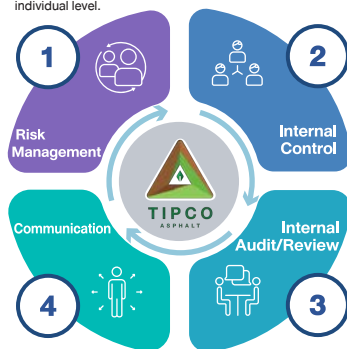 individual level.
1
2
Risk
Management
Internal
Control
TIPCO
ASPHALT
Communication
Internal
Audit/Review
4
3